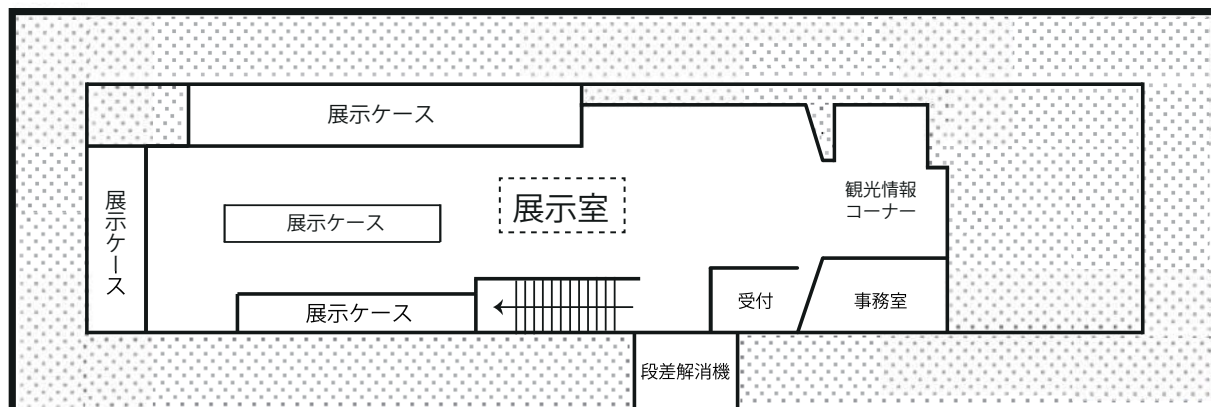 展示ケース
展示ケース
展示ケース
展示室
観光情報
コーナー
展示ケース
受付
事務室
段差解消機